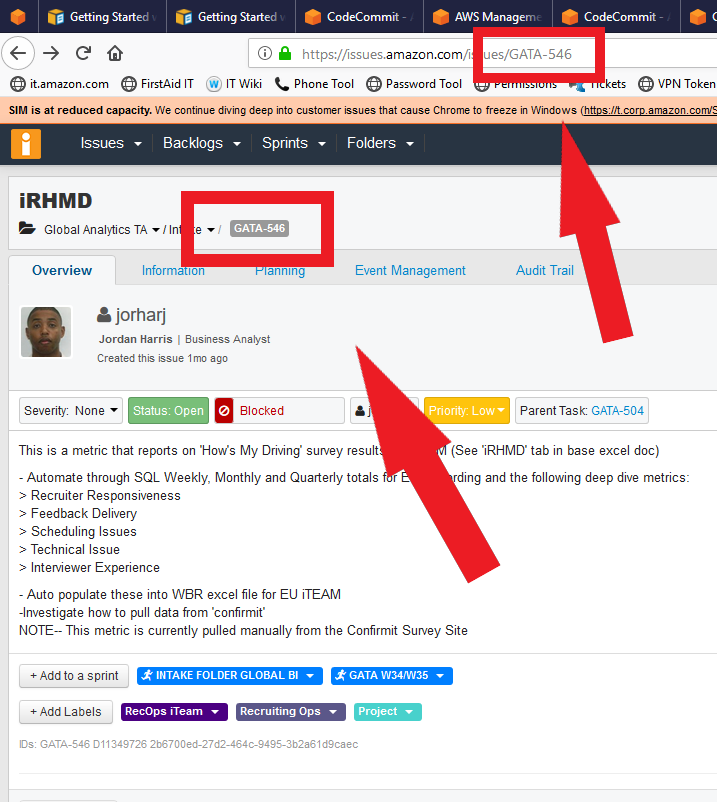 Getting Started w
Getting Started w
CodeCommit - A
AWS Manageme
CodeCommit - A
C
https://issues.amazon.com/issues/GATA-546
it.amazon.com FirstAid IT IT Wiki Phone Tool Password Tool Permissions Tickets VPN Token
SIM is at reduced capacity. We continue diving deep into customer issues that cause Chrome to freeze in Windows (https://t.corp.amazon.com/S
Issues Backlogs Sprints Folders
iRHMD
Global Analytics TA / / GATA-546
Overview Information Planning Event Management Audit Trail
jorharj
Jordan Harris | Business Analyst
Created this issue 1mo ago
Severity: None Status: Open Blocked Priority: Low Parent Task: GATA-504
This is a metric that reports on 'How's My Driving' survey results (See 'iRHMD' tab in base excel doc)
- Automate through SQL Weekly, Monthly and Quarterly totals for and the following deep dive metrics:
> Recruiter Responsiveness
> Feedback Delivery
> Scheduling Issues
> Technical Issue
> Interviewer Experience
- Auto populate these into WBR excel file for EU iTEAM
-Investigate how to pull data from 'confirmit'
NOTE-- This metric is currently pulled manually from the Confirmit Survey Site
+ Add to a sprint INTAKE FOLDER GLOBAL BI GATA W34/W35
+ Add Labels RecOps iTeam Recruiting Ops Project
IDs: GATA-546 D11349726 2b6700ed-27d2-464c-9495-3b2a61d9caec